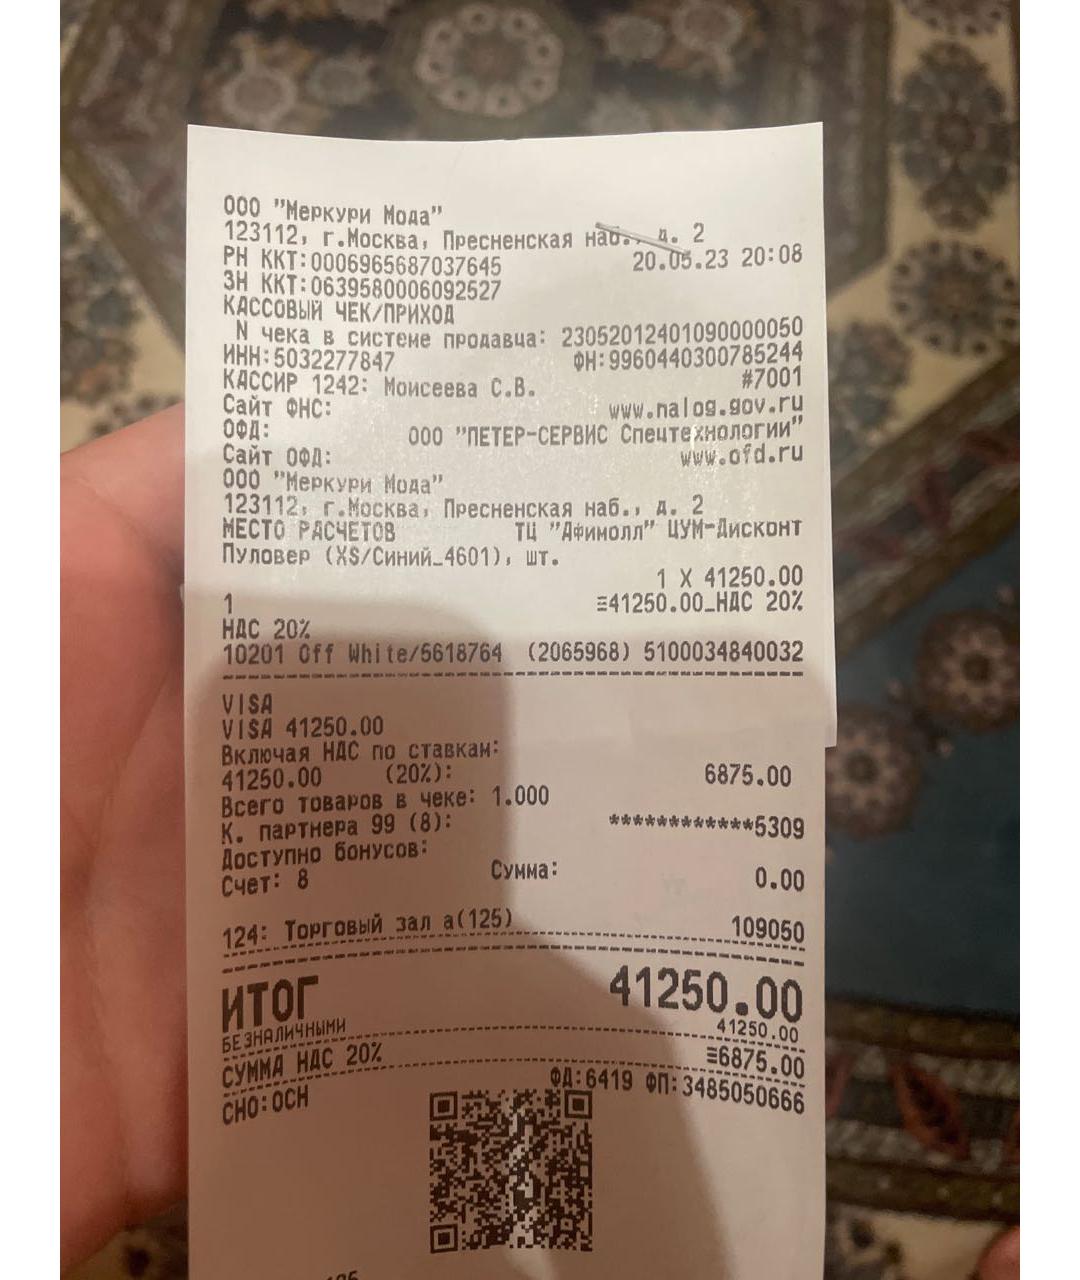 ООО "Меркури Мода"
123112, г.Москва, Пресненская наб., д. 2
РН ККТ:0006965687037645 20.05.23 20:08
ЗН ККТ:0639580006092527
КАССОВЫЙ ЧЕК/ПРИХОД
N чека в системе продавца: 23052012401090000050
ИНН:5032277847 ФН:9960440300785244
КАССИР 1242: Моисеева С.В. #7001
Сайт ФНС: www.nalog.gov.ru
ОФД: ООО "ПЕТЕР-СЕРВИС Спецтехнологии"
Сайт ОФД: www.ofd.ru
ООО "Меркури Мода"
123112, г.Москва, Пресненская наб., д. 2
МЕСТО РАСЧЕТОВ ТЦ "Афимолл" ЦУМ-Дисконт
Пуловер (XS/Синий_4601), шт.
1 X 41250.00
1 ≡41250.00_НДС 20%
НДС 20%
10201 Off White/5618764 (2065968) 5100034840032
VISA
VISA 41250.00
Включая НДС по ставкам:
41250.00 (20%): 6875.00
Всего товаров в чеке: 1.000
К. партнера 99 (8): ************5309
Доступно бонусов:
Счет: 8 Сумма: 0.00
124: Торговый зал а(125) 109050
ИТОГ 41250.00
БЕЗНАЛИЧНЫМИ 41250.00
СУММА НДС 20% ≡6875.00
СНО:ОСН ФД:6419 ФП:3485050666